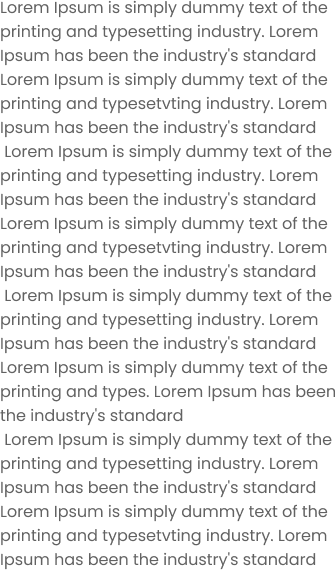 Lorem Ipsum is simply dummy text of the
printing and typesetting industry. Lorem
Ipsum has been the industry's standard
Lorem Ipsum is simply dummy text of the
printing and typesetvting industry. Lorem
Ipsum has been the industry's standard
Lorem Ipsum is simply dummy text of the
printing and typesetting industry. Lorem
Ipsum has been the industry's standard
Lorem Ipsum is simply dummy text of the
printing and typesetvting industry. Lorem
Ipsum has been the industry's standard
Lorem Ipsum is simply dummy text of the
printing and typesetting industry. Lorem
Ipsum has been the industry's standard
Lorem Ipsum is simply dummy text of the
printing and types. Lorem Ipsum has been
the industry's standard
Lorem Ipsum is simply dummy text of the
printing and typesetting industry. Lorem
Ipsum has been the industry's standard
Lorem Ipsum is simply dummy text of the
printing and typesetvting industry. Lorem
Ipsum has been the industry's standard